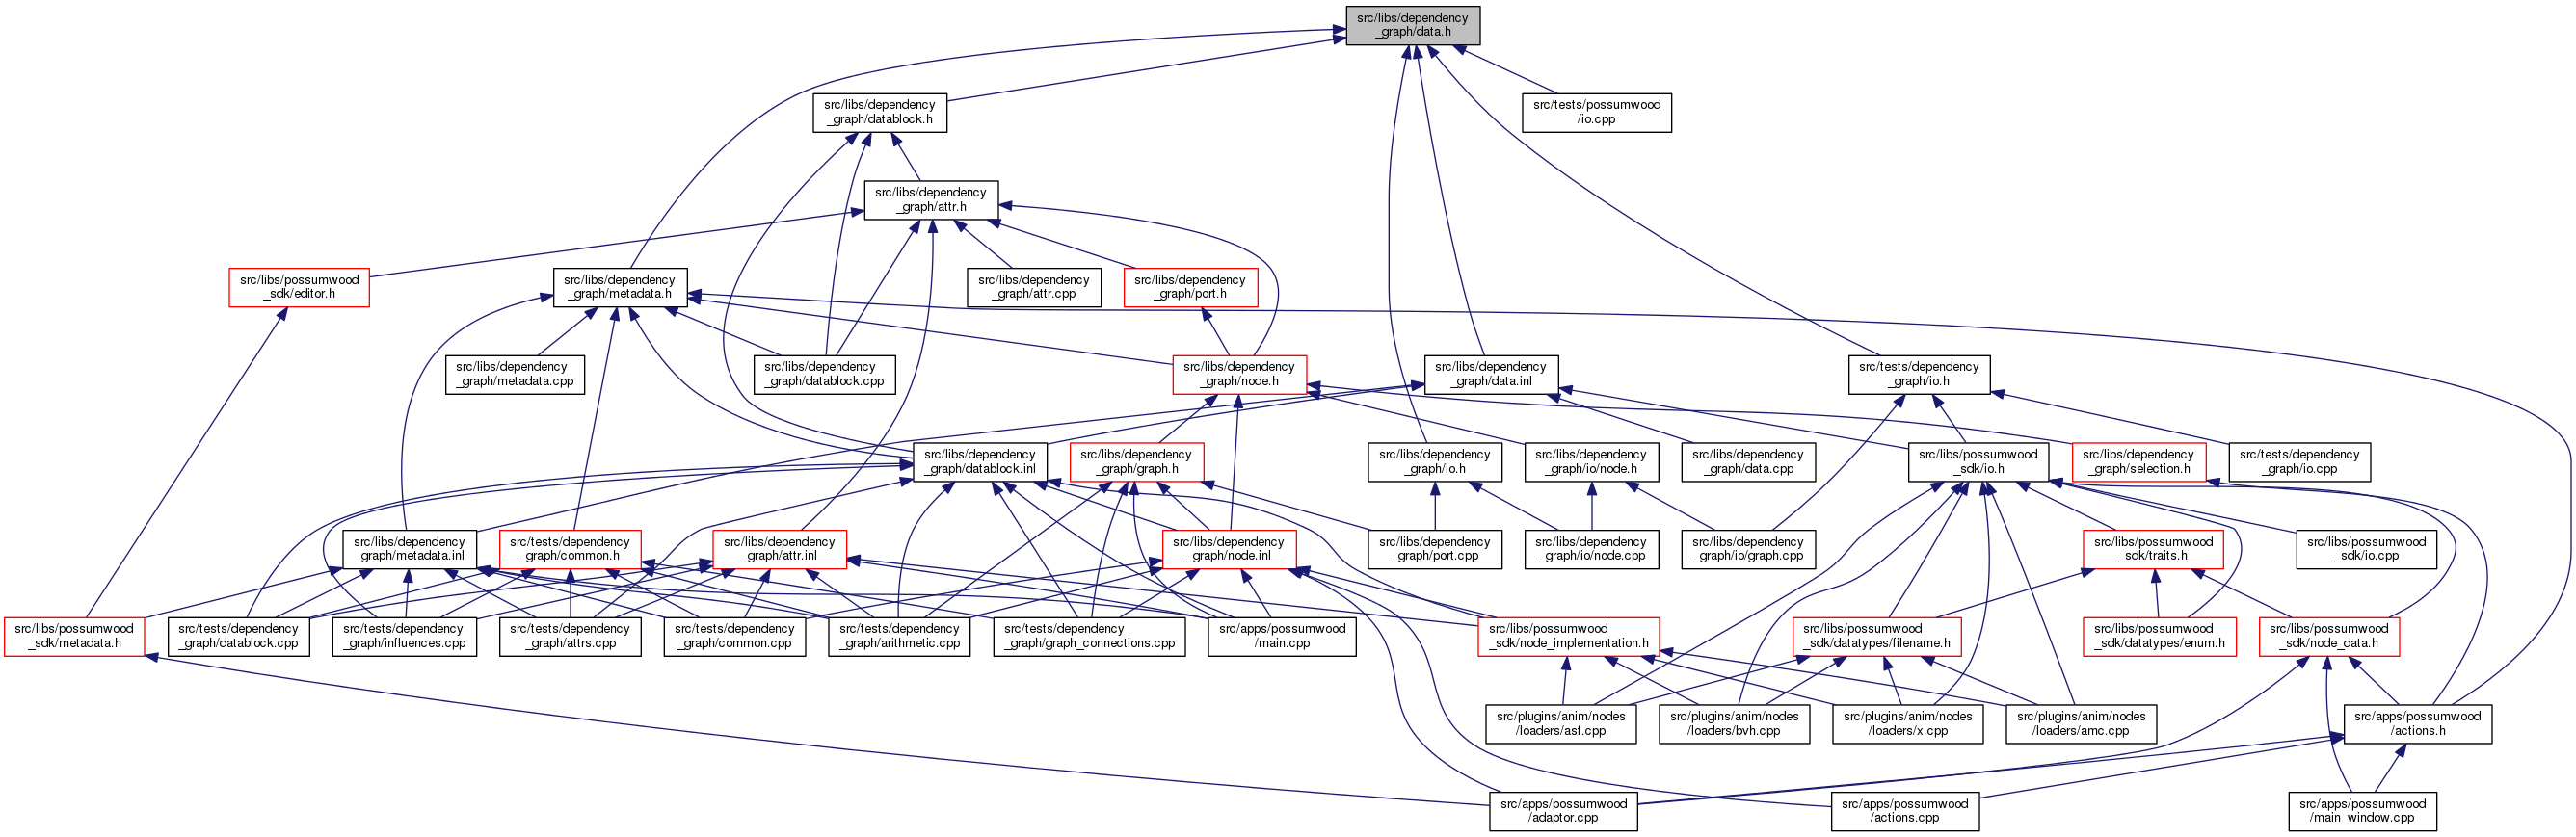 src/libs/dependency
_graph/data.h
src/libs/dependency
_graph/datablock.h
src/tests/possumwood
/io.cpp
src/libs/dependency
_graph/attr.h
src/libs/possumwood
_sdk/editor.h
src/libs/dependency
_graph/metadata.h
src/libs/dependency
_graph/attr.cpp
src/libs/dependency
_graph/port.h
src/libs/dependency
_graph/metadata.cpp
src/libs/dependency
_graph/datablock.cpp
src/libs/dependency
_graph/node.h
src/libs/dependency
_graph/data.inl
src/tests/dependency
_graph/io.h
src/libs/dependency
_graph/datablock.inl
src/libs/dependency
_graph/graph.h
src/libs/dependency
_graph/io.h
src/libs/dependency
_graph/io/node.h
src/libs/dependency
_graph/data.cpp
src/libs/possumwood
_sdk/io.h
src/libs/dependency
_graph/selection.h
src/tests/dependency
_graph/io.cpp
src/libs/dependency
_graph/metadata.inl
src/tests/dependency
_graph/common.h
src/libs/dependency
_graph/attr.inl
src/libs/dependency
_graph/node.inl
src/libs/dependency
_graph/port.cpp
src/libs/dependency
_graph/io/node.cpp
src/libs/dependency
_graph/io/graph.cpp
src/libs/possumwood
_sdk/traits.h
src/libs/possumwood
_sdk/io.cpp
src/libs/possumwood
_sdk/metadata.h
src/tests/dependency
_graph/datablock.cpp
src/tests/dependency
_graph/influences.cpp
src/tests/dependency
_graph/attrs.cpp
src/tests/dependency
_graph/common.cpp
src/tests/dependency
_graph/arithmetic.cpp
src/tests/dependency
_graph/graph_connections.cpp
src/apps/possumwood
/main.cpp
src/libs/possumwood
_sdk/node_implementation.h
src/libs/possumwood
_sdk/datatypes/filename.h
src/libs/possumwood
_sdk/datatypes/enum.h
src/libs/possumwood
_sdk/node_data.h
src/plugins/anim/nodes
/loaders/asf.cpp
src/plugins/anim/nodes
/loaders/bvh.cpp
src/plugins/anim/nodes
/loaders/x.cpp
src/plugins/anim/nodes
/loaders/amc.cpp
src/apps/possumwood
/actions.h
src/apps/possumwood
/adaptor.cpp
src/apps/possumwood
/actions.cpp
src/apps/possumwood
/main_window.cpp